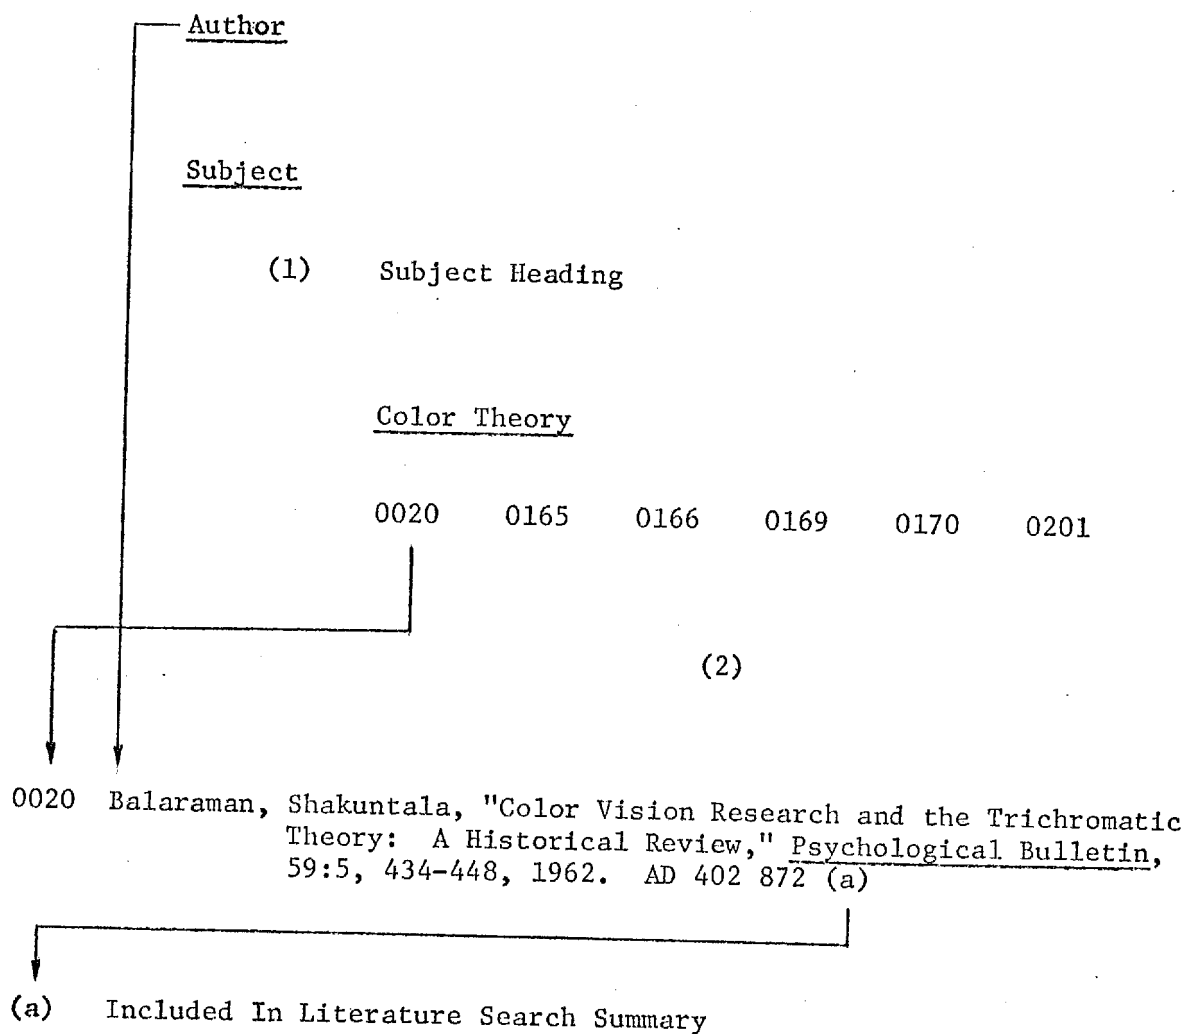 Author
Subject
(1) Subject Heading
Color Theory
0020 0165 0166 0169 0170 0201
(2)
0020 Balaraman, Shakuntala, "Color Vision Research and the Trichromatic
Theory: A Historical Review," Psychological Bulletin,
59:5, 434-448, 1962. AD 402 872 (a)
(a) Included In Literature Search Summary